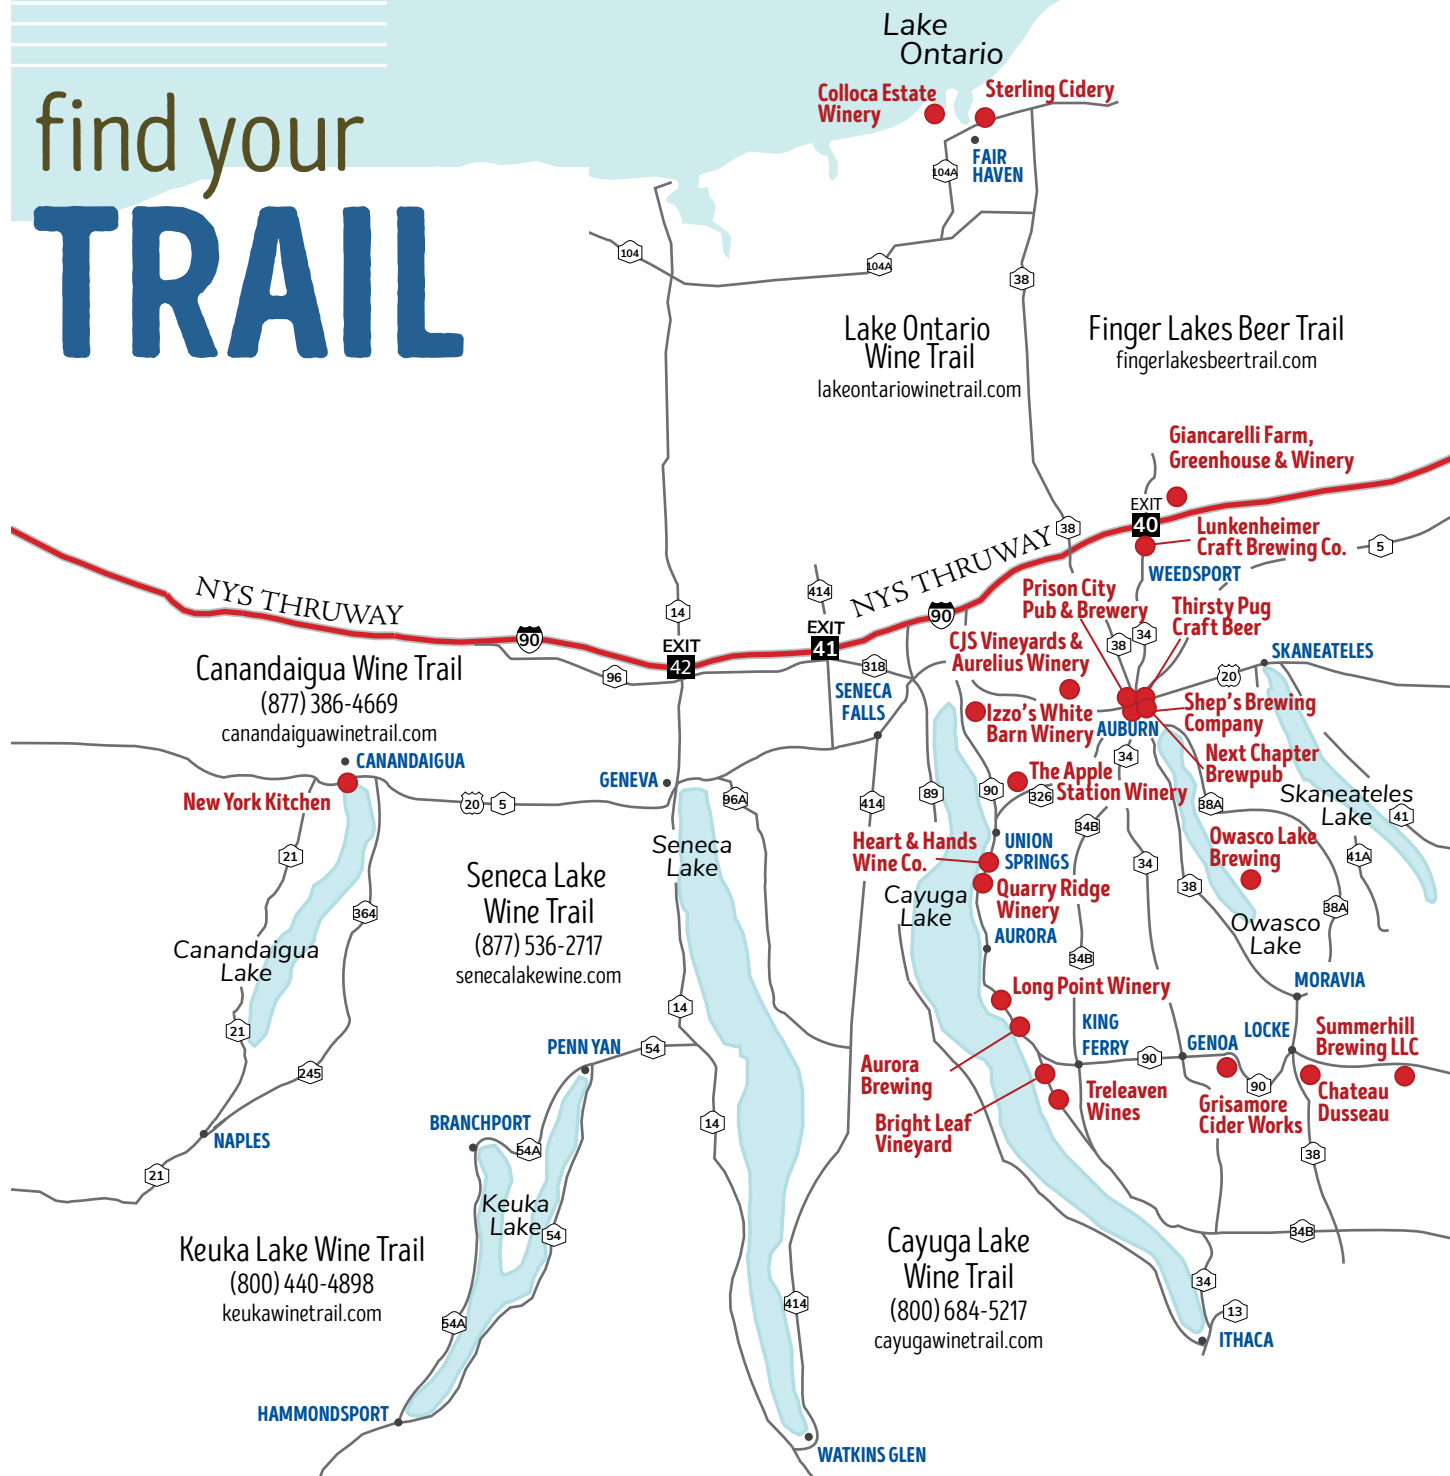 Lake
Ontario
Colloca Estate
Winery
Sterling Cidery
find your
TRAIL
FAIR
HAVEN
104A
104
104A
38
Lake Ontario
Wine Trail
lakeontariowinetrail.com
Finger Lakes Beer Trail
fingerlakesbeertrail.com
Giancarelli Farm,
Greenhouse & Winery
EXIT
40
38
Lunkenheimer
Craft Brewing Co.
5
WEEDSPORT
NYS THRUWAY
NYS THRUWAY
90
90
414
14
EXIT
41
EXIT
42
Prison City
Pub & Brewery
Thirsty Pug
Craft Beer
38
34
CJS Vineyards &
Aurelius Winery
SKANEATELES
20
318
96
SENECA
FALLS
Canandaigua Wine Trail
(877) 386-4669
canandaiguawinetrail.com
Izzo's White
Barn Winery
AUBURN
Shep's Brewing
Company
Next Chapter
Brewpub
34
CANANDAIGUA
New York Kitchen
20
5
GENEVA
96A
414
89
90
The Apple
Station Winery
326
38A
Skaneateles
Lake
41
34B
Owasco Lake
Brewing
41A
21
Seneca
Lake
Heart & Hands
Wine Co.
UNION
SPRINGS
34
38
Seneca Lake
Wine Trail
(877) 536-2717
senecalakewine.com
Cayuga
Lake
Quarry Ridge
Winery
38A
364
Owasco
Lake
AURORA
34B
Canandaigua
Lake
MORAVIA
Long Point Winery
14
21
KING
FERRY
GENOA
LOCKE
Summerhill
Brewing LLC
PENN YAN
54
90
245
Aurora
Brewing
90
Treleaven
Wines
Grisamore
Cider Works
Chateau
Dusseau
BRANCHPORT
14
Bright Leaf
Vineyard
NAPLES
54A
38
21
Keuka
Lake
54
34B
Keuka Lake Wine Trail
(800) 440-4898
keukawinetrail.com
Cayuga Lake
Wine Trail
(800) 684-5217
cayugawinetrail.com
34
414
13
54A
ITHACA
HAMMONDSPORT
WATKINS GLEN